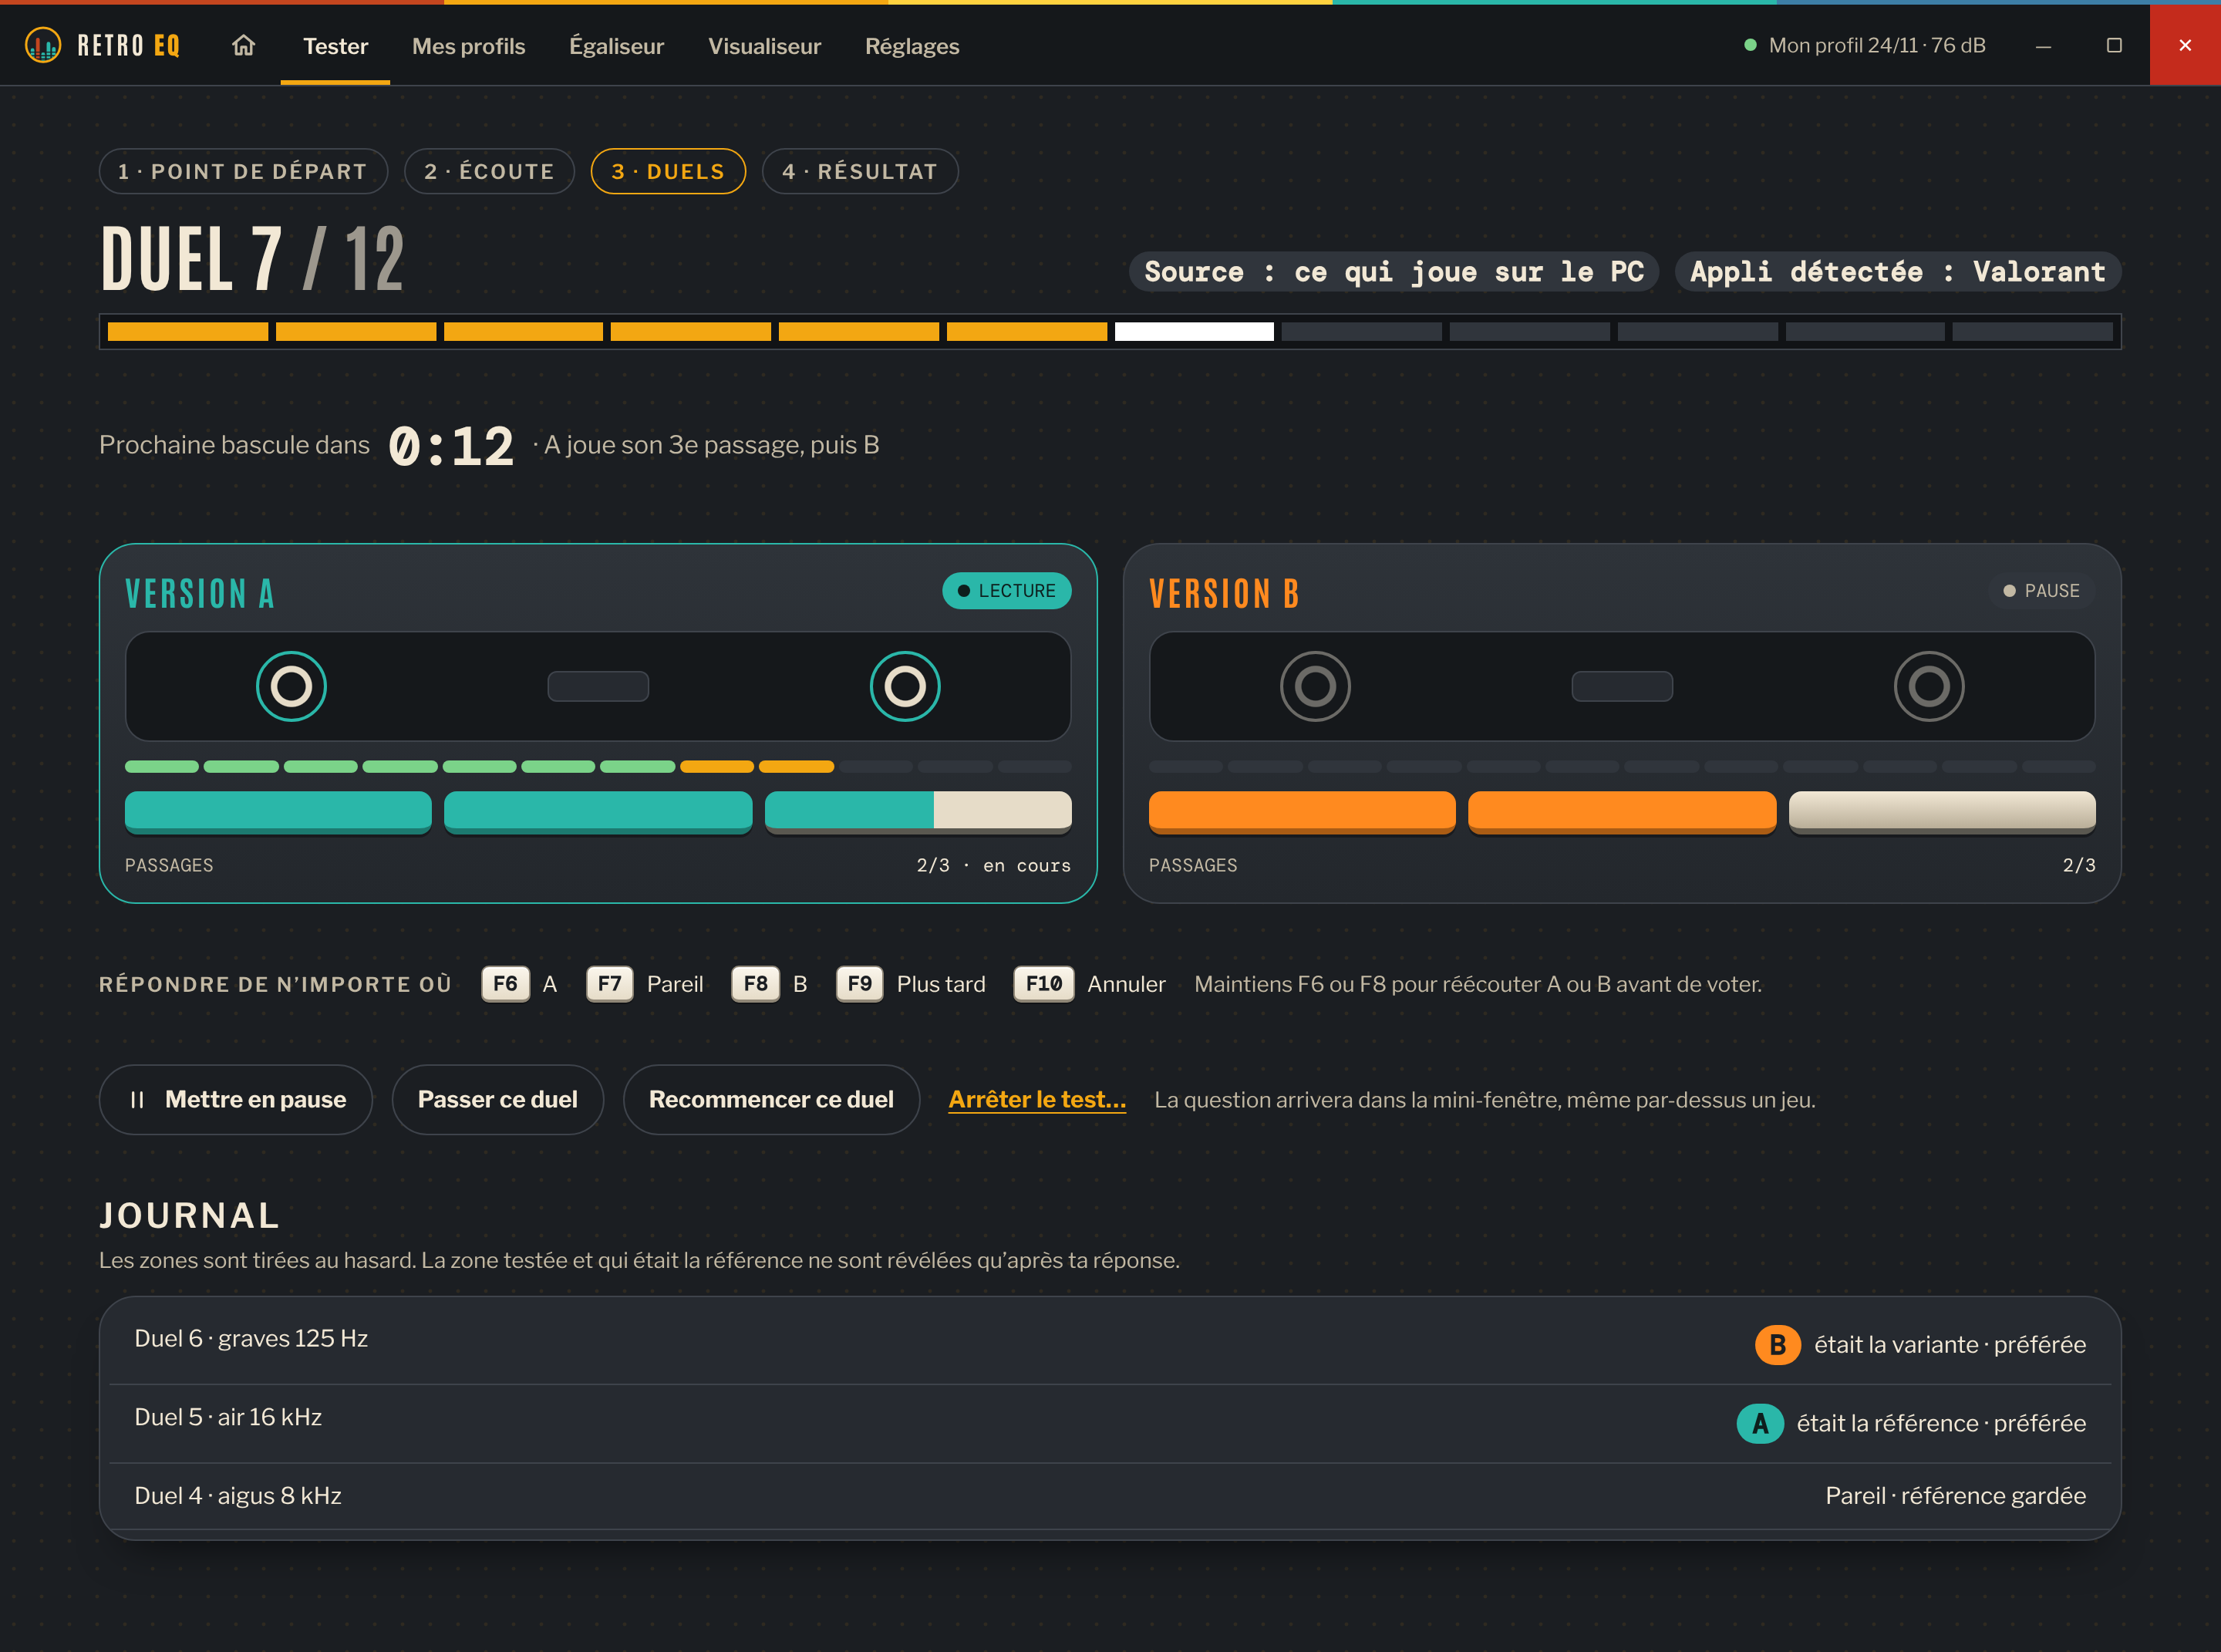 RETRO EQ
Tester
Mes profils
Égaliseur
Visualiseur
Réglages
Mon profil 24/11 · 76 dB
1 · POINT DE DÉPART
2 · ÉCOUTE
3 · DUELS
4 · RÉSULTAT
DUEL 7 / 12
Source : ce qui joue sur le PC
Appli détectée : Valorant
Prochaine bascule dans 0:12 · A joue son 3e passage, puis B
VERSION A
LECTURE
PASSAGES
2/3 · en cours
VERSION B
PAUSE
PASSAGES
2/3
RÉPONDRE DE N’IMPORTE OÙ F6 A F7 Pareil F8 B F9 Plus tard F10 Annuler Maintiens F6 ou F8 pour réécouter A ou B avant de voter.
Mettre en pause
Passer ce duel
Recommencer ce duel
Arrêter le test…
La question arrivera dans la mini-fenêtre, même par-dessus un jeu.
JOURNAL
Les zones sont tirées au hasard. La zone testée et qui était la référence ne sont révélées qu’après ta réponse.
Duel 6 · graves 125 Hz
B était la variante · préférée
Duel 5 · air 16 kHz
A était la référence · préférée
Duel 4 · aigus 8 kHz
Pareil · référence gardée